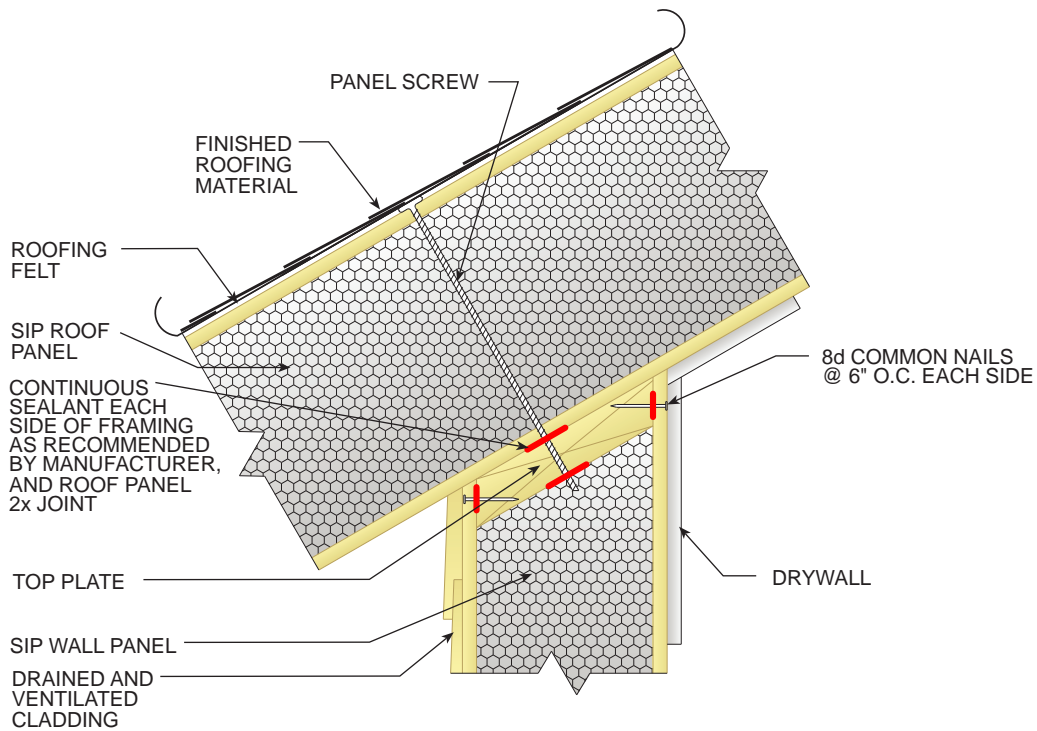 PANEL SCREW
FINISHED
ROOFING
MATERIAL
ROOFING
FELT
SIP ROOF
PANEL
CONTINUOUS
SEALANT EACH
SIDE OF FRAMING
AS RECOMMENDED
BY MANUFACTURER,
AND ROOF PANEL
2x JOINT
8d COMMON NAILS
@ 6" O.C. EACH SIDE
TOP PLATE
DRYWALL
SIP WALL PANEL
DRAINED AND
VENTILATED
CLADDING